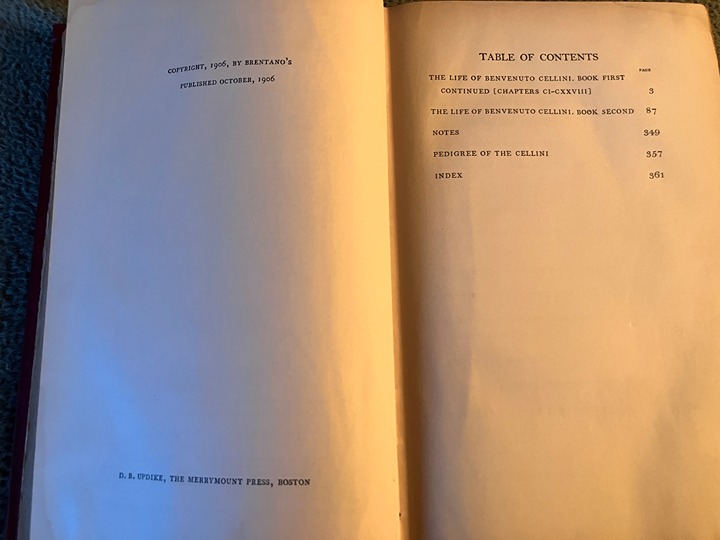 COPYRIGHT, 1906, BY BRENTANO'S
PUBLISHED OCTOBER, 1906
D. B. UPDIKE, THE MERRYMOUNT PRESS, BOSTON
TABLE OF CONTENTS
PAGE
THE LIFE OF BENVENUTO CELLINI. BOOK FIRST
CONTINUED [CHAPTERS CI-CXXVIII] 3
THE LIFE OF BENVENUTO CELLINI. BOOK SECOND 87
NOTES 349
PEDIGREE OF THE CELLINI 357
INDEX 361